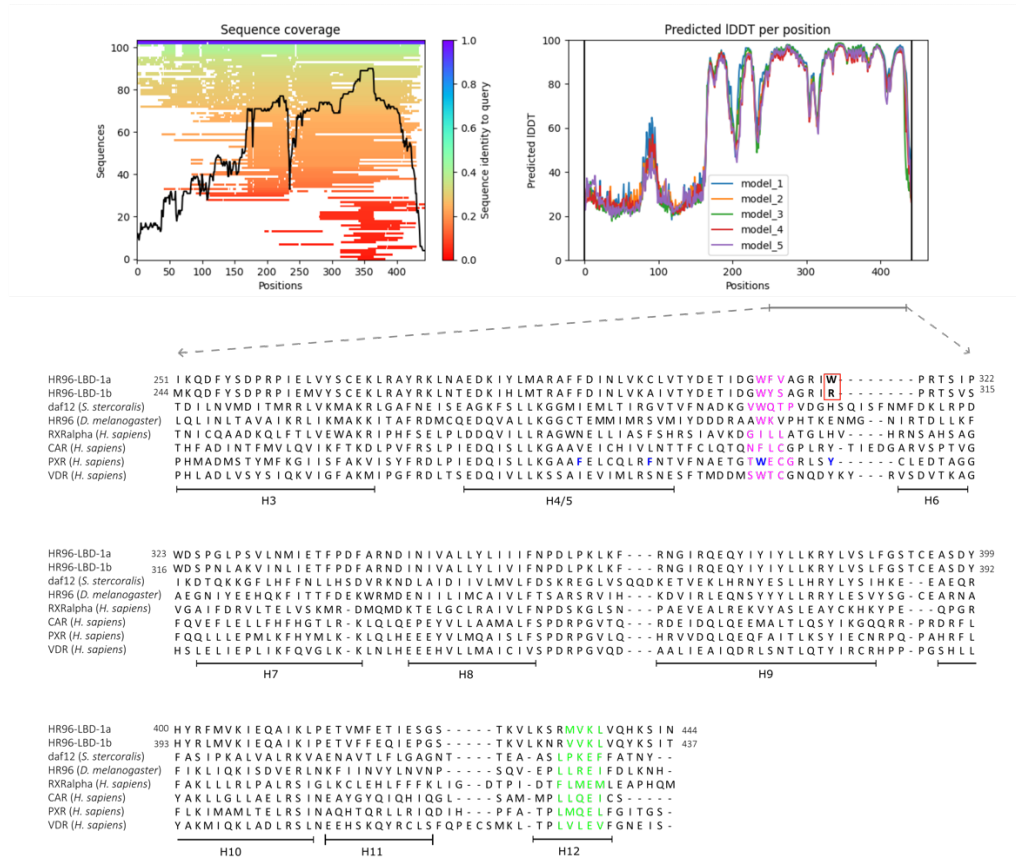 Sequence coverage
Predicted lDDT per position
Sequences
100
80
60
40
20
0
0 50 100 150 200 250 300 350 400
Positions
1.0
0.8
0.6
0.4
0.2
0.0
Sequence identity to query
Predicted lDDT
100
80
60
40
20
0
model_1
model_2
model_3
model_4
model_5
0 100 200 300 400
Positions
HR96-LBD-1a 251 IKQDFYSDPRPIELVYSCEKLRAYRKLNAEDKIYLMARAFFDINLVKCLVTYDETIDGWFVAGRIW--------PRTSIP 322
HR96-LBD-1b 244 MKQDYSDPRPIEMVYSCEKLRAYRKLNTEDKIYLMARAFFDINLVKAIVTYDETIDGWYSAGRIR--------PRTSVS 315
daf12 (S. stercoralis) TDILNVMDITMRRLVKMAKRLGAFNEISEAGKFSLLKGGMIEMLTIRGVTVFNADKGVWQTPVDGHSQISFNMFDKLRPD
HR96 (D. melanogaster) LQLINLTAVAIKRLIKMAKKITAFRDMCQEDQVALLKGGCTEMMIMRSVMIYDDDRAAWKVPHTKENMG--NIRTDLLKF
RXRalpha (H. sapiens) TNICQAADKQLFTLVEWAKRIPHFSELPLDDQVILLRAGWNELLIASFSHRSIAVKDGILLATGLHV-----HRNSAHSAG
CAR (H. sapiens) THFADINTFMVLQVIKFTKDLPVFRSLPIEDQISLLKGAAVEICHIVLNTTFCLQTQNFLCGPLRY-TIEDGARVSPTVG
PXR (H. sapiens) PHMADMSTYMFKGIISFAKVISYFRDLPIEDQISLLKGAAFELCQLRFNTVFNAETGTWECGRLSY------CLEDTAGG
VDR (H. sapiens) PHLADLVSYSIQKVIGFAKMIPGFRDLTSEDQIVLLKSSAIEVIMLRSNESFTMDDMSWTCGNQDYKYR---VSDVTKAG
H3 H4/5 H6
HR96-LBD-1a 323 WDSPGLPSVLNMIETFPDFARNDINIVALLYLIIIFNPDLPKLKF---RNGIRQEQYIYIYLLKRYLVSLFGSTCEASDY 399
HR96-LBD-1b 316 WDSPNLAKVINLIETFPDFARNDINIVALLYLIVIFNPDLPKLKF---RNGIRQEQYIYIYLLKRYLVSLFGSTCEASDY 392
daf12 (S. stercoralis) IKDTQKKGFLHFFNLLHSDVRKNDLAIDIIVLMVLFDSKREGLVSQQDKETVEKLHRNYESLLHRYLYSIHKE---EAEQR
HR96 (D. melanogaster) AEGNIYEEHQKFITTFDEKWRMDENIILIMCAIVLFTSARSRVIH---KDVIRLEQNSYYYLLRRYLESVYSG--CEARNA
RXRalpha (H. sapiens) VGAIFDRVLTELVSKMRD-DMQMDKTELGCLRAIVLFNPDSKGLSN---PAEVEALREKVYASLEAYCKHKYPE---QPGR
CAR (H. sapiens) FQVEFLELLFHFHGTLRK-LQLQEPEYVLLAAMALFSPDRPGVTQ---RDEIDQLQEEMALTLQSYIKGQQRR-PRDRFL
PXR (H. sapiens) FQQLLLEPMLKFHYMLK-KLQLHEEEYVLMQAISLFSPDRPGVLQ---HRVVDQLQEQFAITLKSYIECNRPQ-PAHRFL
VDR (H. sapiens) HSLELIEPLIKFQVGLK-KLNLHEEEHVLLMAICIVSPDRPGVQD---AALIEAIQDRLSNTLQTYIRCRHPP-PGSHLL
H7 H8 H9
HR96-LBD-1a 400 HYRFMVKIEQAIKLPETVMFETIESGS-----TKVLKSRMVKLVQHKSIN 444
HR96-LBD-1b 393 HYRLMVKIEQAIKIPETVFFEQIEPGS-----TKVLKNRVVKLVQYKSIT 437
daf12 (S. stercoralis) FASIPKALVALRKVAENAVTLFLGAGNT----TEA-ASLPKEFFATNY-
HR96 (D. melanogaster) FIKLIQKISDVERLNKFIINVYLNVNP-----SQV-EPLLREIFDLKNH-
RXRalpha (H. sapiens) FAKLLLRLPALRSIGLKCLEHLFFFKLIG-DTPI-DTFLMEMLEAPHQM
CAR (H. sapiens) YAKLLGLLAELRSINEAYGYQIQHIQGL-----SAM-MPLLQEICS-
PXR (H. sapiens) FLKIMAMLTELRSINAQHTQRLLRIQDIH-----PFA-TPLMQELFGITGS-
VDR (H. sapiens) YAKMIQKLADLRSLNEEHSKQYRCLSFQPECSMKL-TPLVLEVFGNEIS-
H10 H11 H12